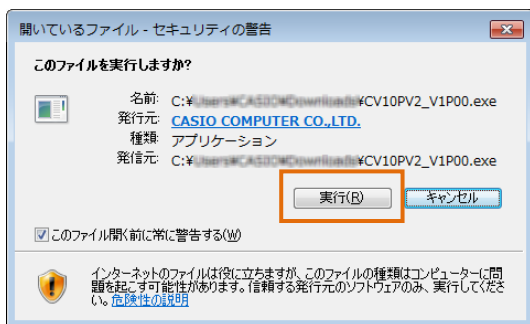 開いているファイル - セキュリティの警告
このファイルを実行しますか?
名前: C:¥ ¥CV10PV2_V1P00.exe
発行元: CASIO COMPUTER CO.,LTD.
種類: アプリケーション
発信元: C:¥ ¥CV10PV2_V1P00.exe
実行(R) キャンセル
このファイル開く前に常に警告する(W)
インターネットのファイルは役に立ちますが、このファイルの種類はコンピューターに問
題を起こす可能性があります。信頼する発行元のソフトウェアのみ、実行してくださ
い。危険性の説明